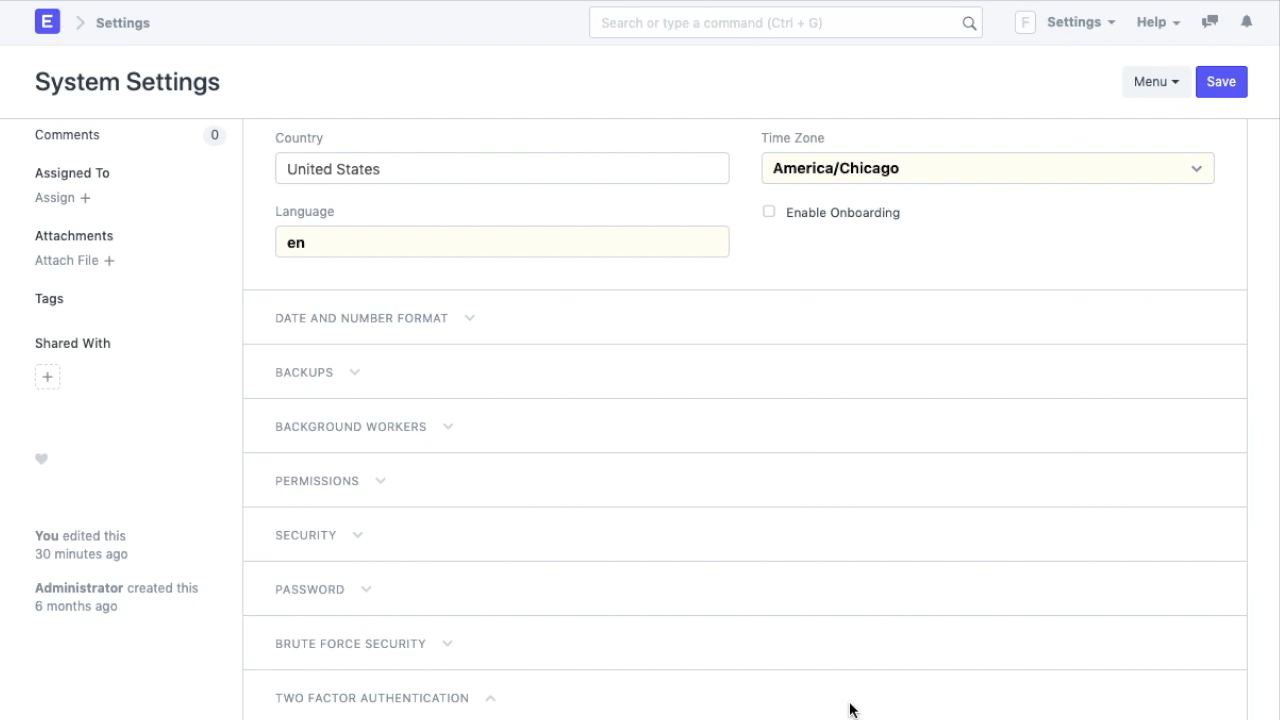 E
Settings
Search or type a command (Ctrl + G)
F
Settings
Help
System Settings
Menu
Save
Comments
0
Assigned To
Assign +
Attachments
Attach File +
Tags
Shared With
+
You edited this
30 minutes ago
Administrator created this
6 months ago
Country
United States
Time Zone
America/Chicago
Language
en
Enable Onboarding
DATE AND NUMBER FORMAT
BACKUPS
BACKGROUND WORKERS
PERMISSIONS
SECURITY
PASSWORD
BRUTE FORCE SECURITY
TWO FACTOR AUTHENTICATION